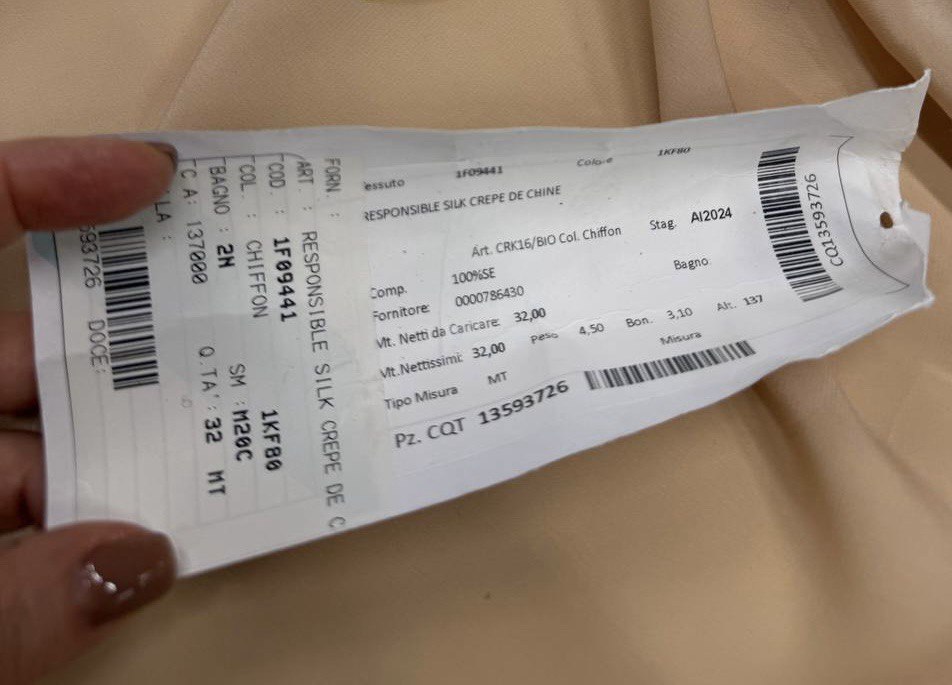 FORN. :
ART. : RESPONSIBLE SILK CREPE DE C
COD. : 1F09441 1KF80
COL. : CHIFFON SM:M20C
BAGNO : 2N Q.TA': 32 MT
C A: 137000
LA :
593726 DOCE:
essuto 1F09441 Colore 1KF80
RESPONSIBLE SILK CREPE DE CHINE
Art. CRK16/BIO Col. Chiffon Stag. AI2024
Comp. 100%SE Bagno
Fornitore: 0000786430
Mt. Netti da Caricare: 32,00
Mt.Nettissimi: 32,00 Peso 4,50 Bon. 3,10 Alt. 137
Tipo Misura MT Misura
Pz. CQT 13593726
CQ13593726